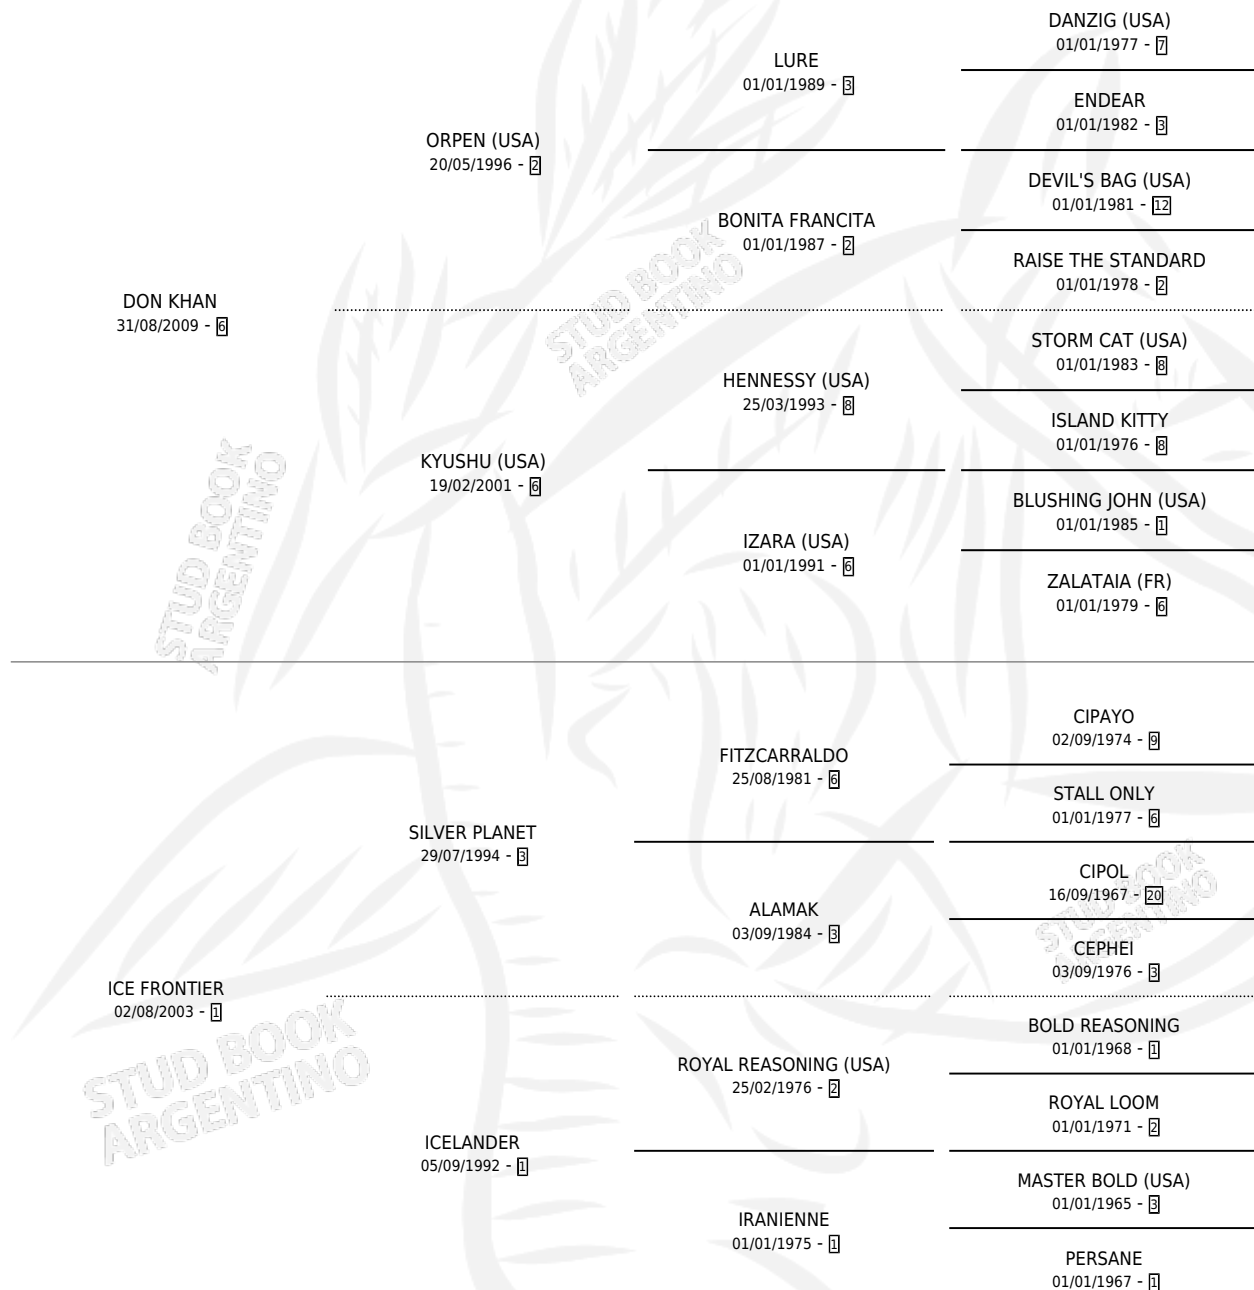 DANZIG (USA)
01/01/1977 - 7
LURE
01/01/1989 - 3
ENDEAR
01/01/1982 - 3
ORPEN (USA)
20/05/1996 - 2
DEVIL'S BAG (USA)
01/01/1981 - 12
BONITA FRANCITA
01/01/1987 - 2
RAISE THE STANDARD
01/01/1978 - 2
DON KHAN
31/08/2009 - 6
STUD BOOK
ARGENTINO
STORM CAT (USA)
01/01/1983 - 8
HENNESSY (USA)
25/03/1993 - 8
ISLAND KITTY
01/01/1976 - 8
KYUSHU (USA)
19/02/2001 - 6
BLUSHING JOHN (USA)
01/01/1985 - 1
IZARA (USA)
01/01/1991 - 6
ZALATAIA (FR)
01/01/1979 - 6
STUD BOOK
ARGENTINO
CIPAYO
02/09/1974 - 9
FITZCARRALDO
25/08/1981 - 6
STALL ONLY
01/01/1977 - 6
SILVER PLANET
29/07/1994 - 3
CIPOL
16/09/1967 - 20
ALAMAK
03/09/1984 - 3
STUD BOOK
ARGENTINO
CEPHEI
03/09/1976 - 3
ICE FRONTIER
02/08/2003 - 1
STUD BOOK
ARGENTINO
BOLD REASONING
01/01/1968 - 1
ROYAL REASONING (USA)
25/02/1976 - 2
ROYAL LOOM
01/01/1971 - 2
ICELANDER
05/09/1992 - 1
MASTER BOLD (USA)
01/01/1965 - 3
IRANIENNE
01/01/1975 - 1
PERSANE
01/01/1967 - 1